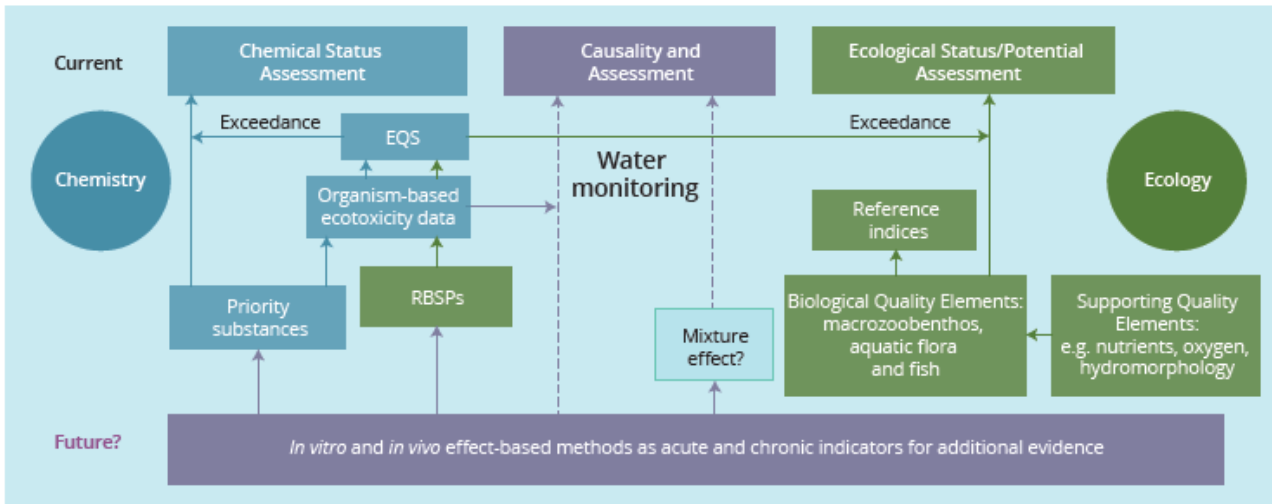 Current
Chemical Status
Assessment
Causality and
Assessment
Ecological Status/Potential
Assessment
Exceedance
EQS
Exceedance
Chemistry
Water
monitoring
Ecology
Organism-based
ecotoxicity data
Reference
indices
Priority
substances
RBSPs
Mixture
effect?
Biological Quality Elements:
macrozoobenthos,
aquatic flora
and fish
Supporting Quality
Elements:
e.g. nutrients, oxygen,
hydromorphology
Future?
In vitro and in vivo effect-based methods as acute and chronic indicators for additional evidence